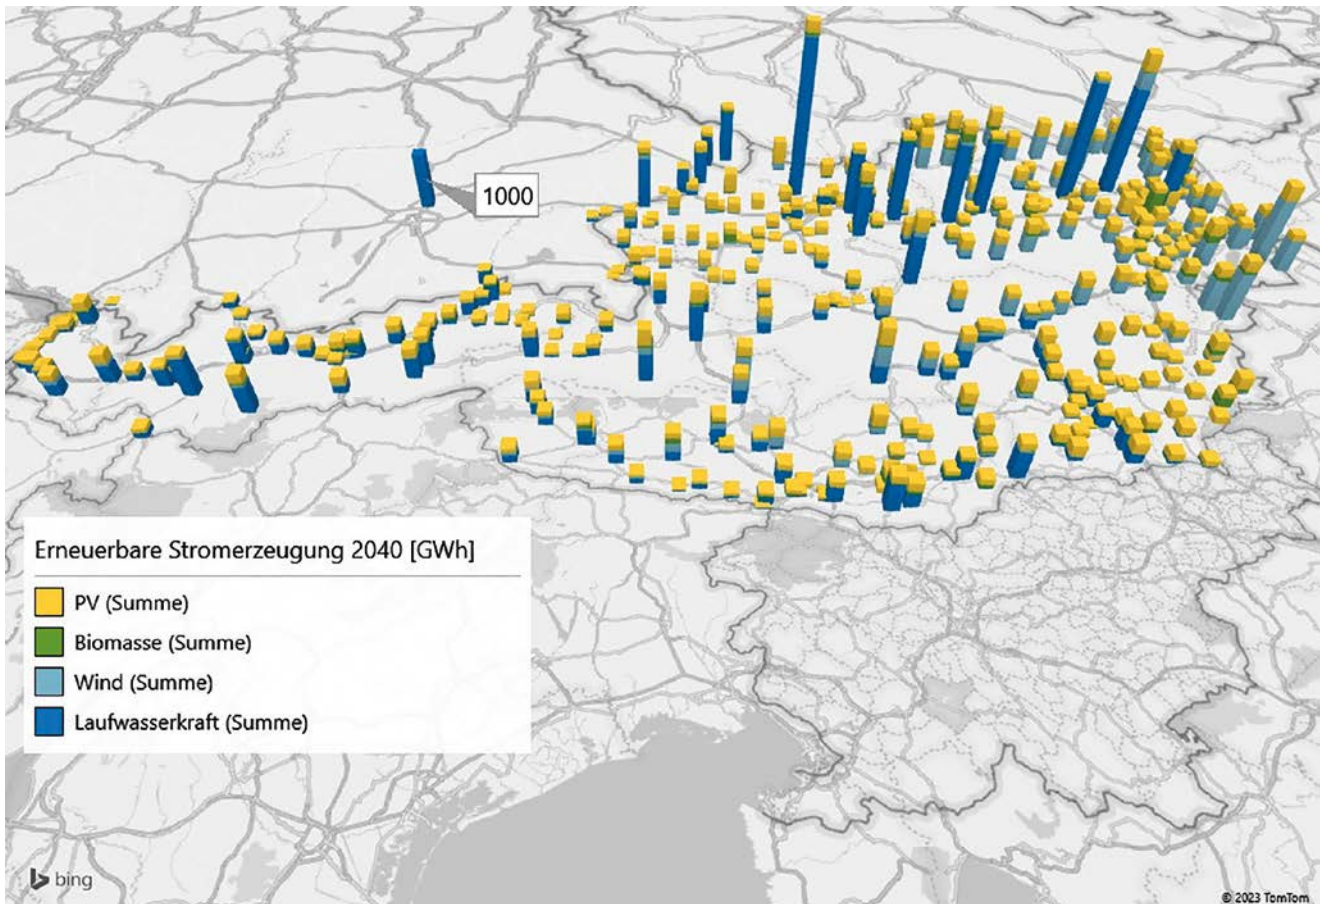 1000
Erneuerbare Stromerzeugung 2040 [GWh]
PV (Summe)
Biomasse (Summe)
Wind (Summe)
Laufwasserkraft (Summe)
bing
© 2023 TomTom